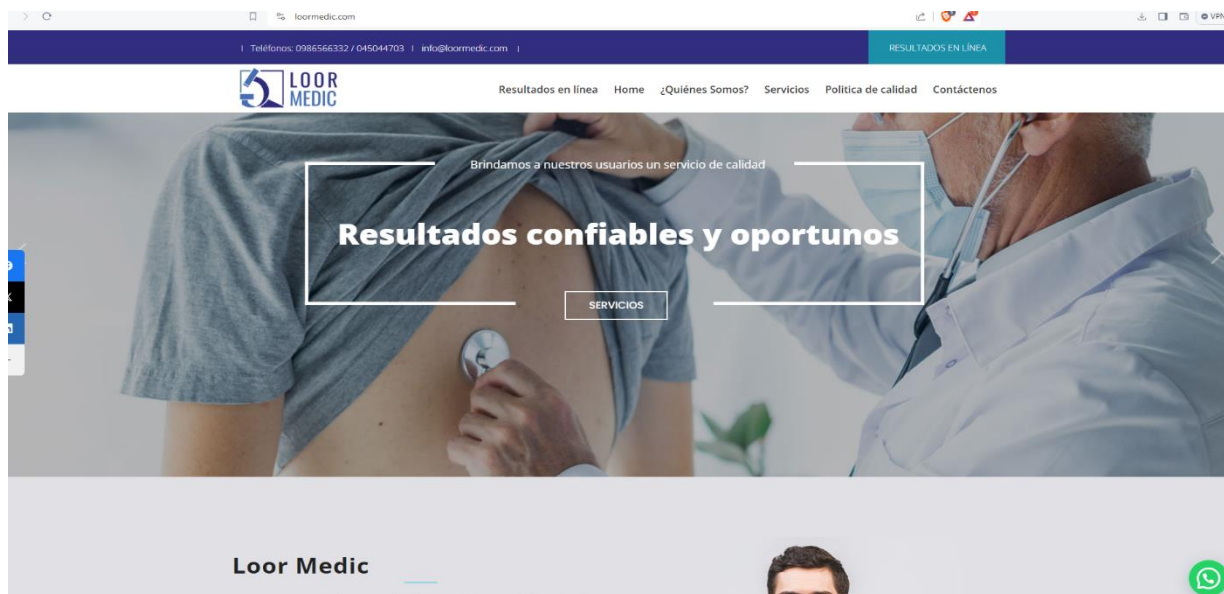 loormedic.com
VPN
| Teléfonos: 0986566332 / 045044703 | info@loormedic.com |
RESULTADOS EN LÍNEA
LOOR
MEDIC
Resultados en línea Home ¿Quiénes Somos? Servicios Politica de calidad Contáctenos
Brindamos a nuestros usuarios un servicio de calidad
Resultados confiables y oportunos
SERVICIOS
Loor Medic